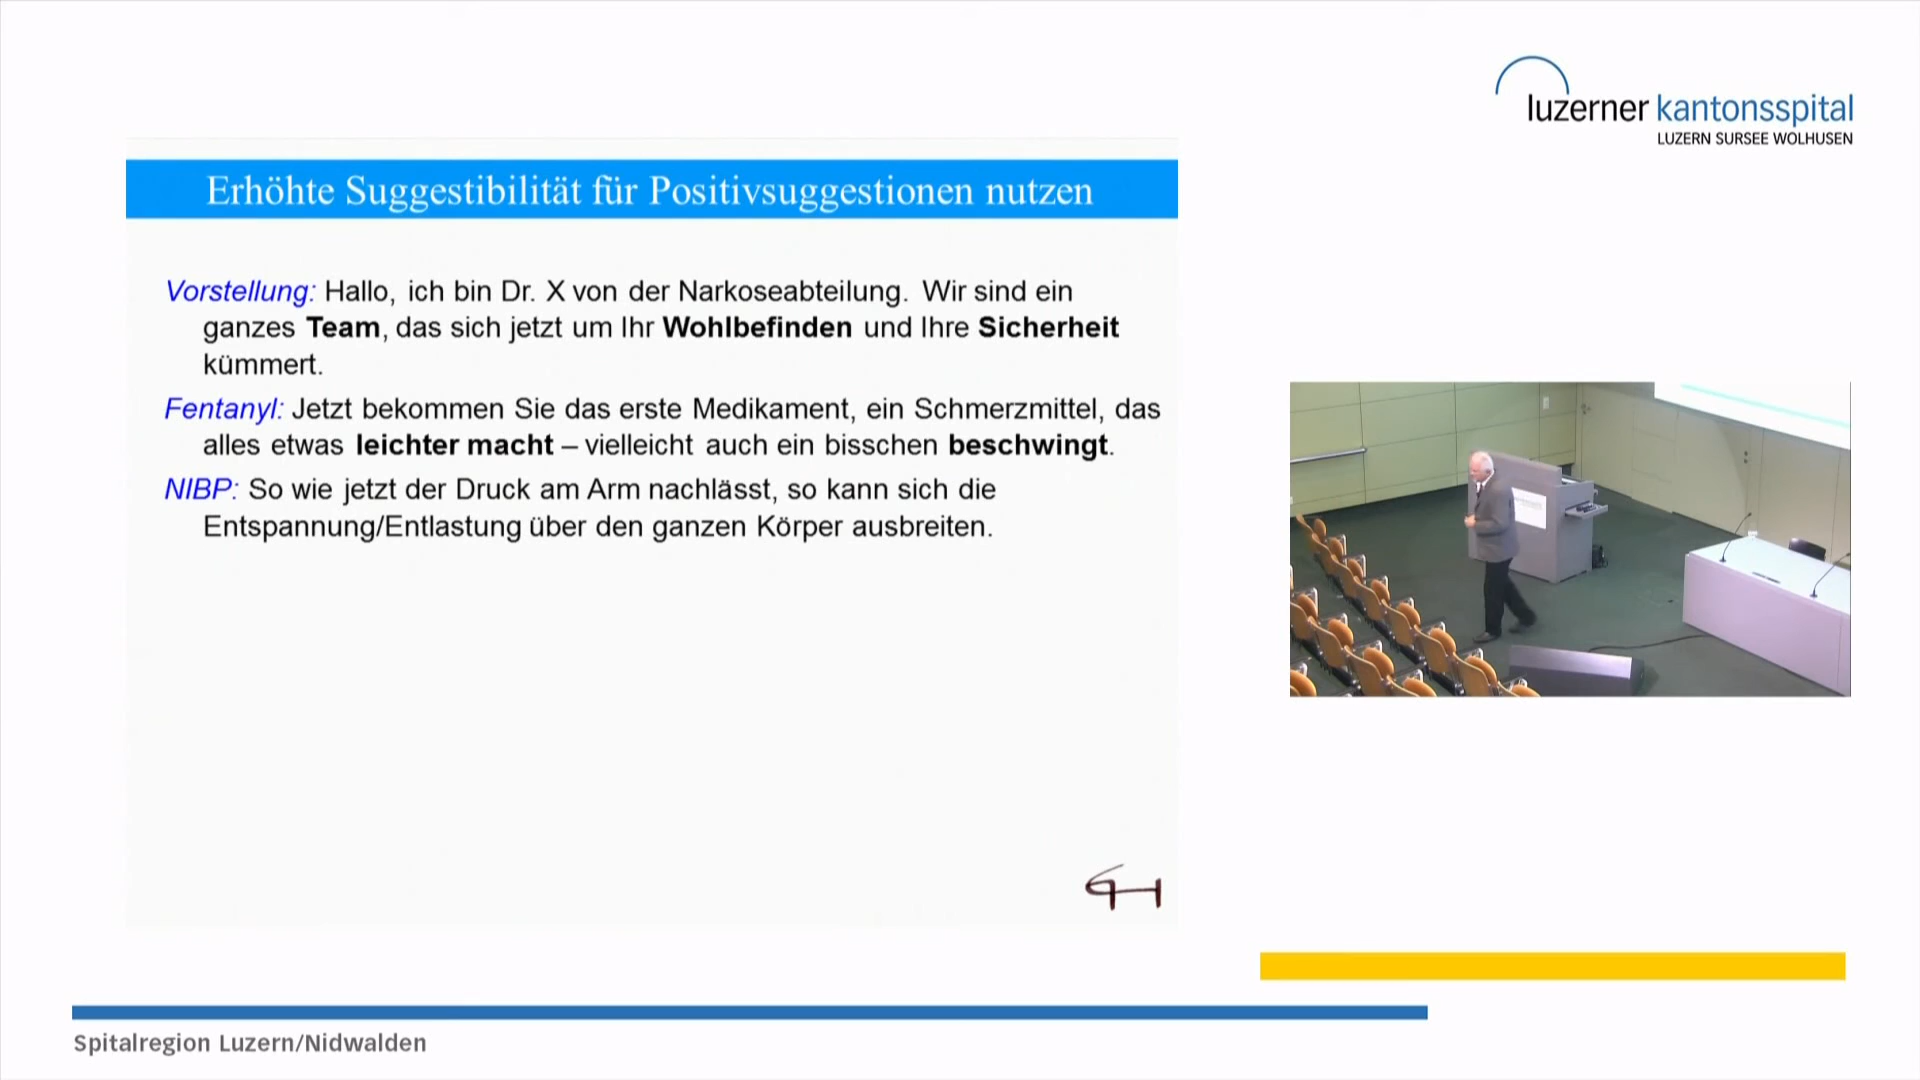 luzerner kantonsspital
LUZERN SURSEE WOLHUSEN
Erhöhte Suggestibilität für Positivsuggestionen nutzen
Vorstellung: Hallo, ich bin Dr. X von der Narkoseabteilung. Wir sind ein
ganzes Team, das sich jetzt um Ihr Wohlbefinden und Ihre Sicherheit
kümmert.
Fentanyl: Jetzt bekommen Sie das erste Medikament, ein Schmerzmittel, das
alles etwas leichter macht – vielleicht auch ein bisschen beschwingt.
NIBP: So wie jetzt der Druck am Arm nachlässt, so kann sich die
Entspannung/Entlastung über den ganzen Körper ausbreiten.
Spitalregion Luzern/Nidwalden